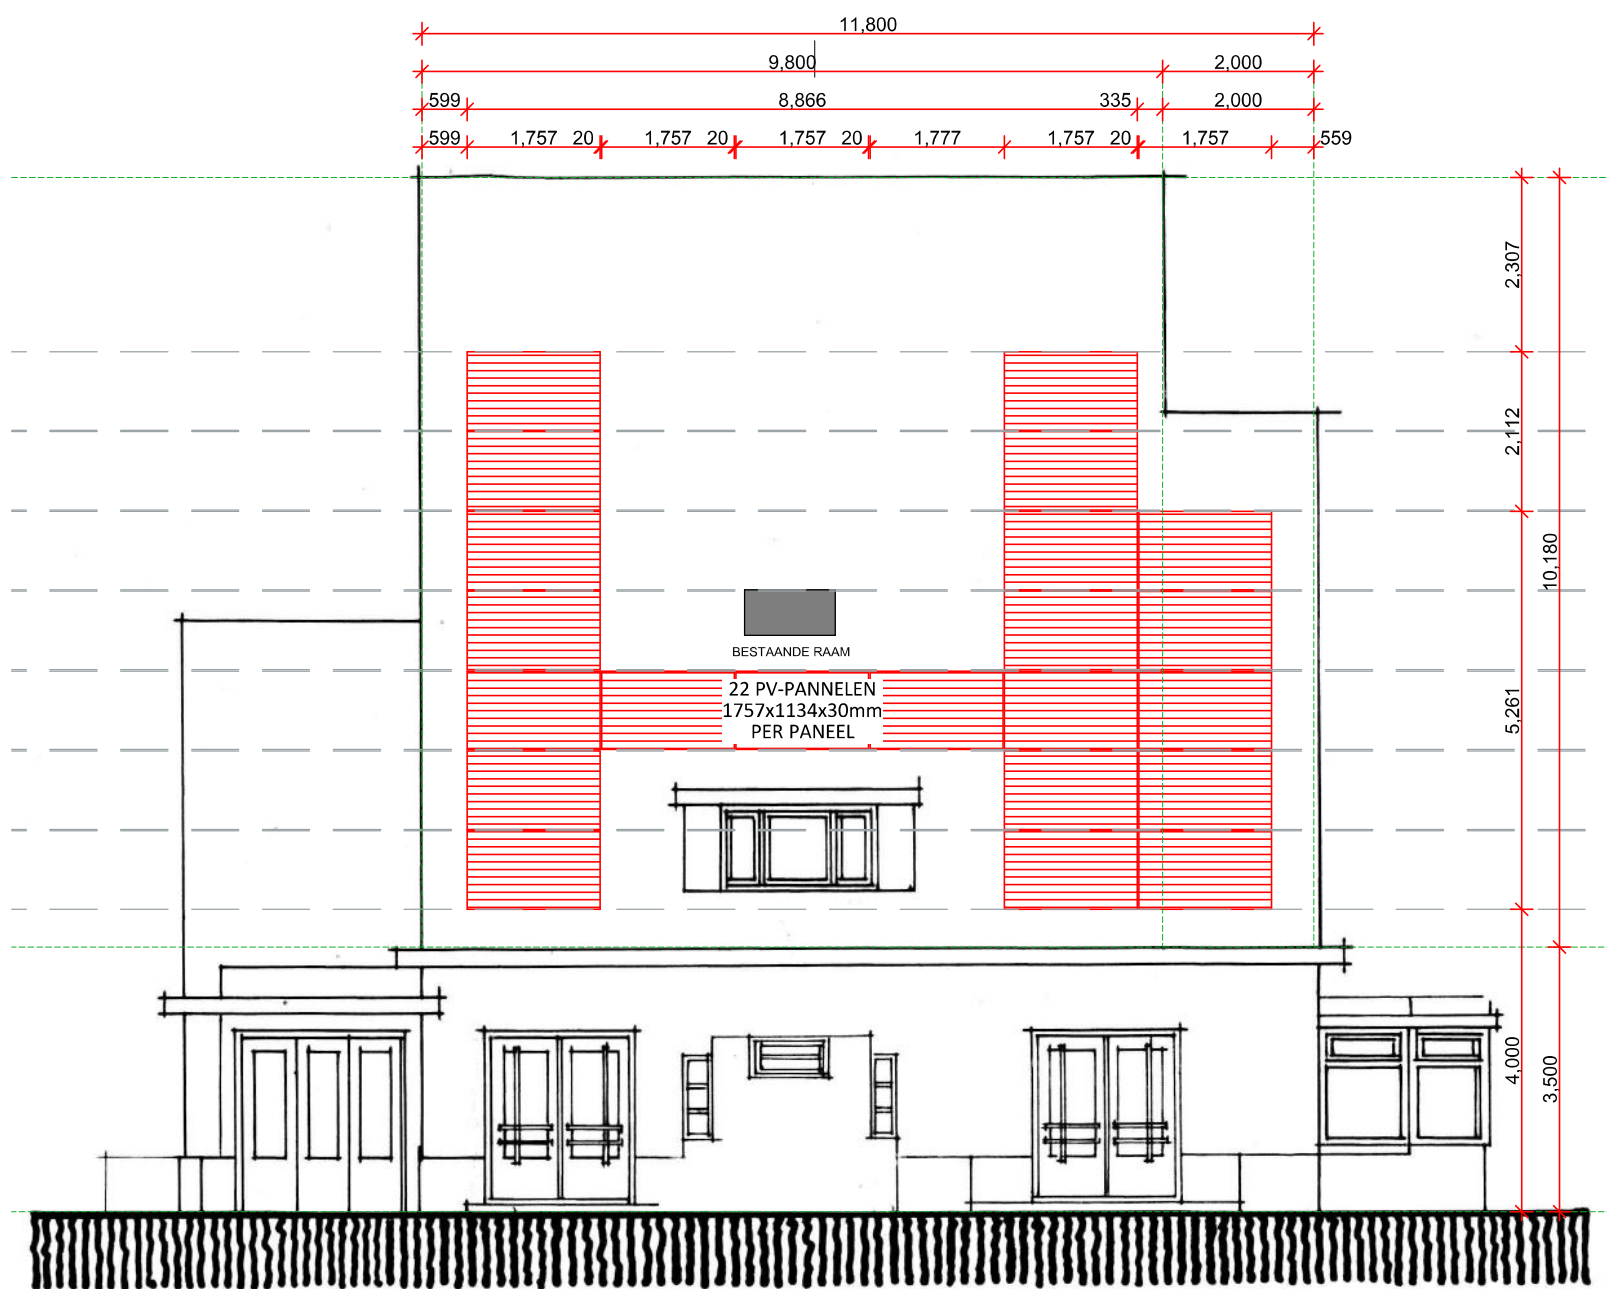 11,800
9,800 2,000
599 8,866 335 2,000
599 1,757 20 1,757 20 1,757 20 1,777 1,757 20 1,757 559
2,307
2,112
10,180
BESTAANDE RAAM
22 PV-PANNELEN
1757x1134x30mm
PER PANEEL
5,261
4,000
3,500